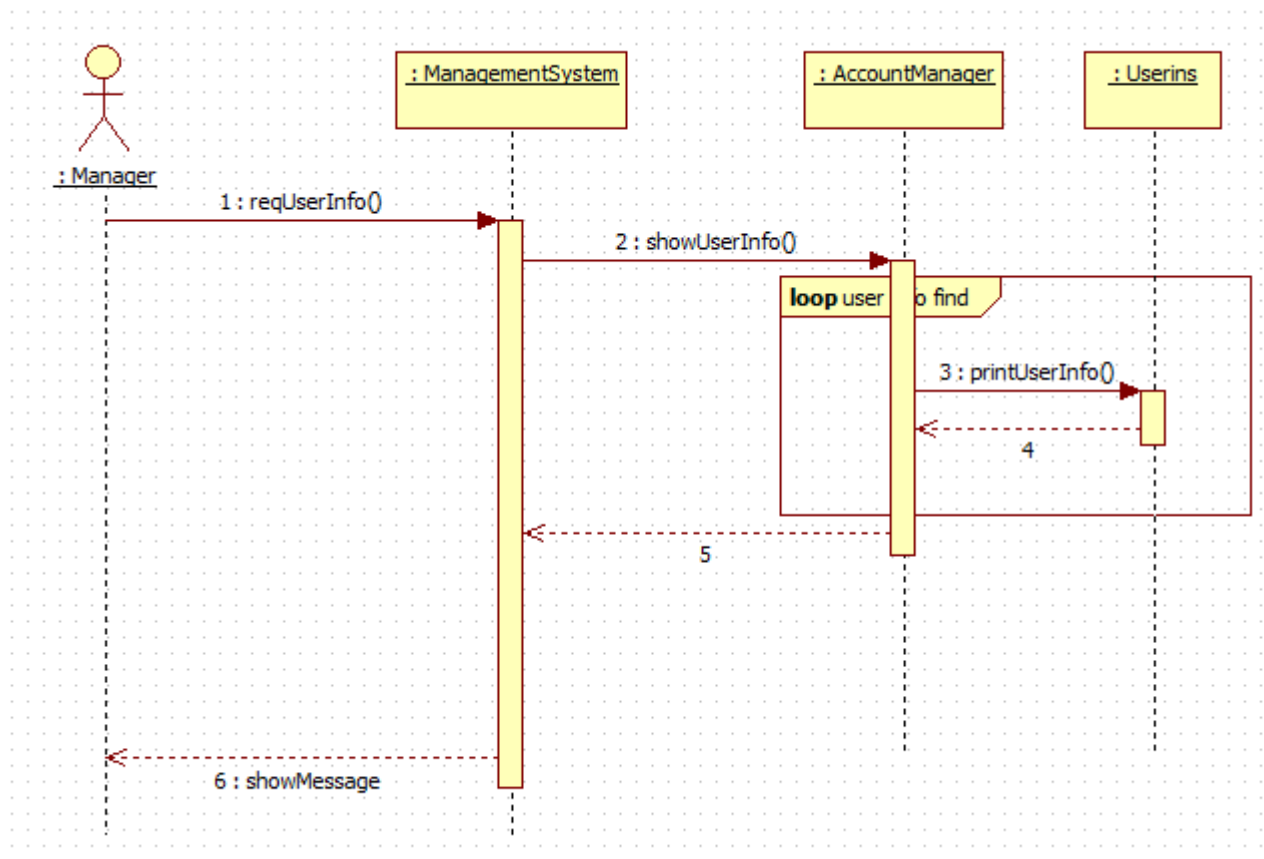 : ManagementSystem
: AccountManager
: Userins
: Manager
1 : reqUserInfo()
2 : showUserInfo()
loop user o find
3 : printUserInfo()
4
5
6 : showMessage